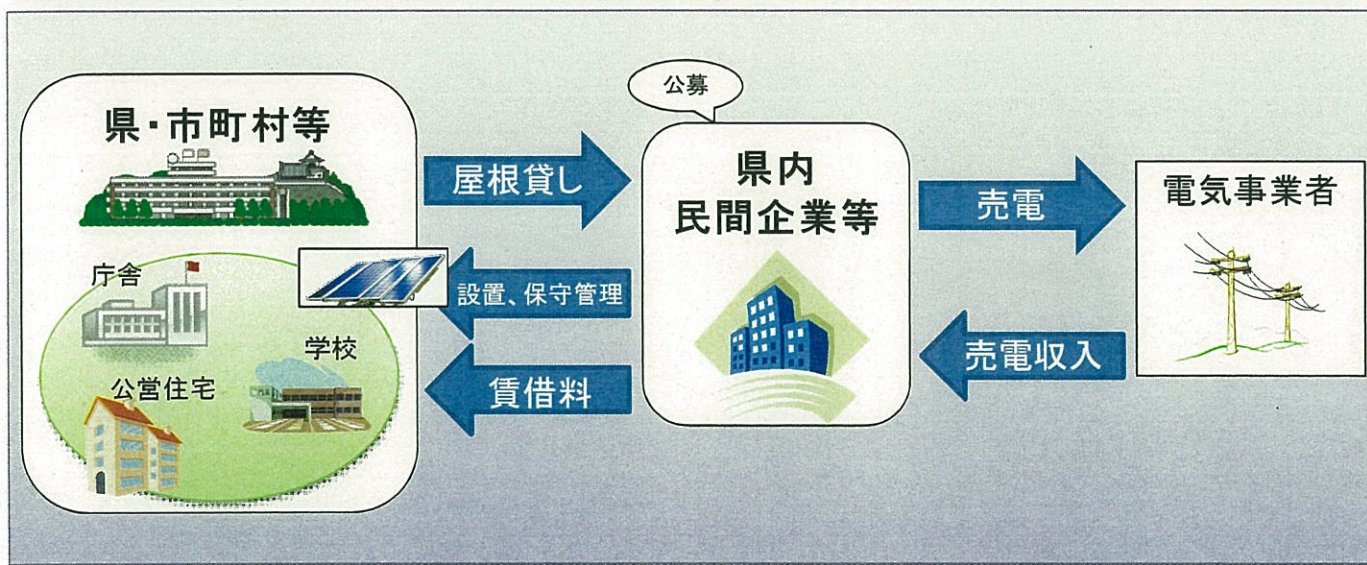 公募
県・市町村等
庁舎
学校
公営住宅
屋根貸し
設置、保守管理
賃借料
県内
民間企業等
売電
売電収入
電気事業者